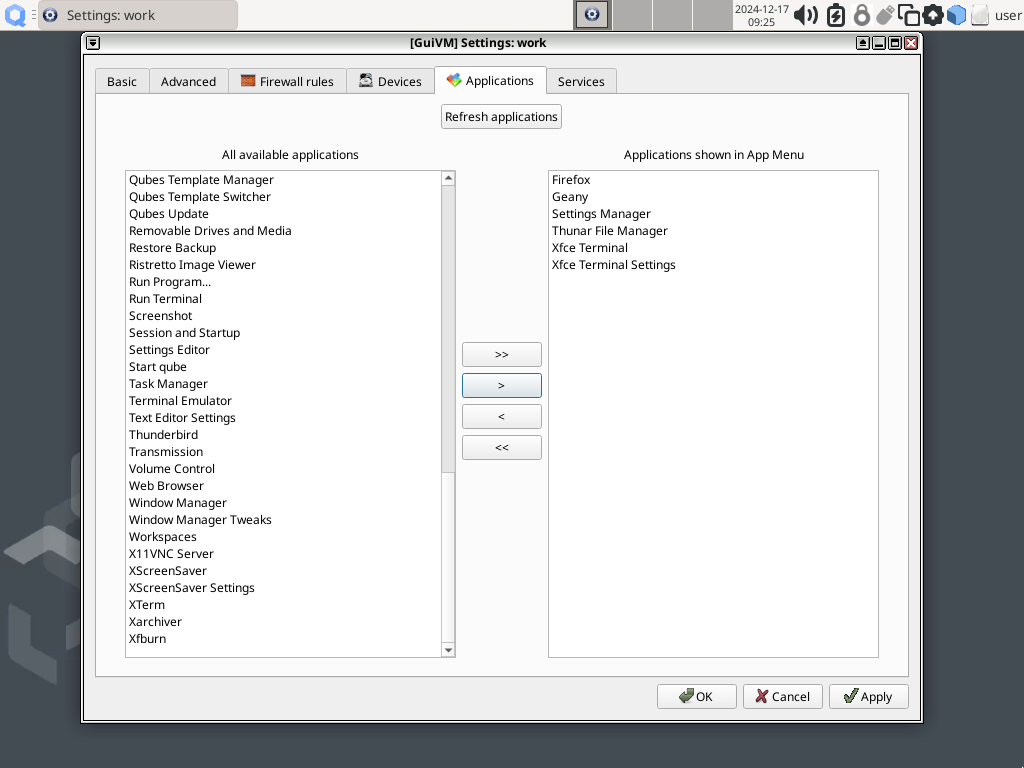 Settings: work
2024-12-17
09:25
user
[GuiVM] Settings: work
Basic
Advanced
Firewall rules
Devices
Applications
Services
Refresh applications
All available applications
Qubes Template Manager
Qubes Template Switcher
Qubes Update
Removable Drives and Media
Restore Backup
Ristretto Image Viewer
Run Program...
Run Terminal
Screenshot
Session and Startup
Settings Editor
Start qube
Task Manager
Terminal Emulator
Text Editor Settings
Thunderbird
Transmission
Volume Control
Web Browser
Window Manager
Window Manager Tweaks
Workspaces
X11VNC Server
XScreenSaver
XScreenSaver Settings
XTerm
Xarchiver
Xfburn
>>
>
<
<<
Applications shown in App Menu
Firefox
Geany
Settings Manager
Thunar File Manager
Xfce Terminal
Xfce Terminal Settings
OK
Cancel
Apply